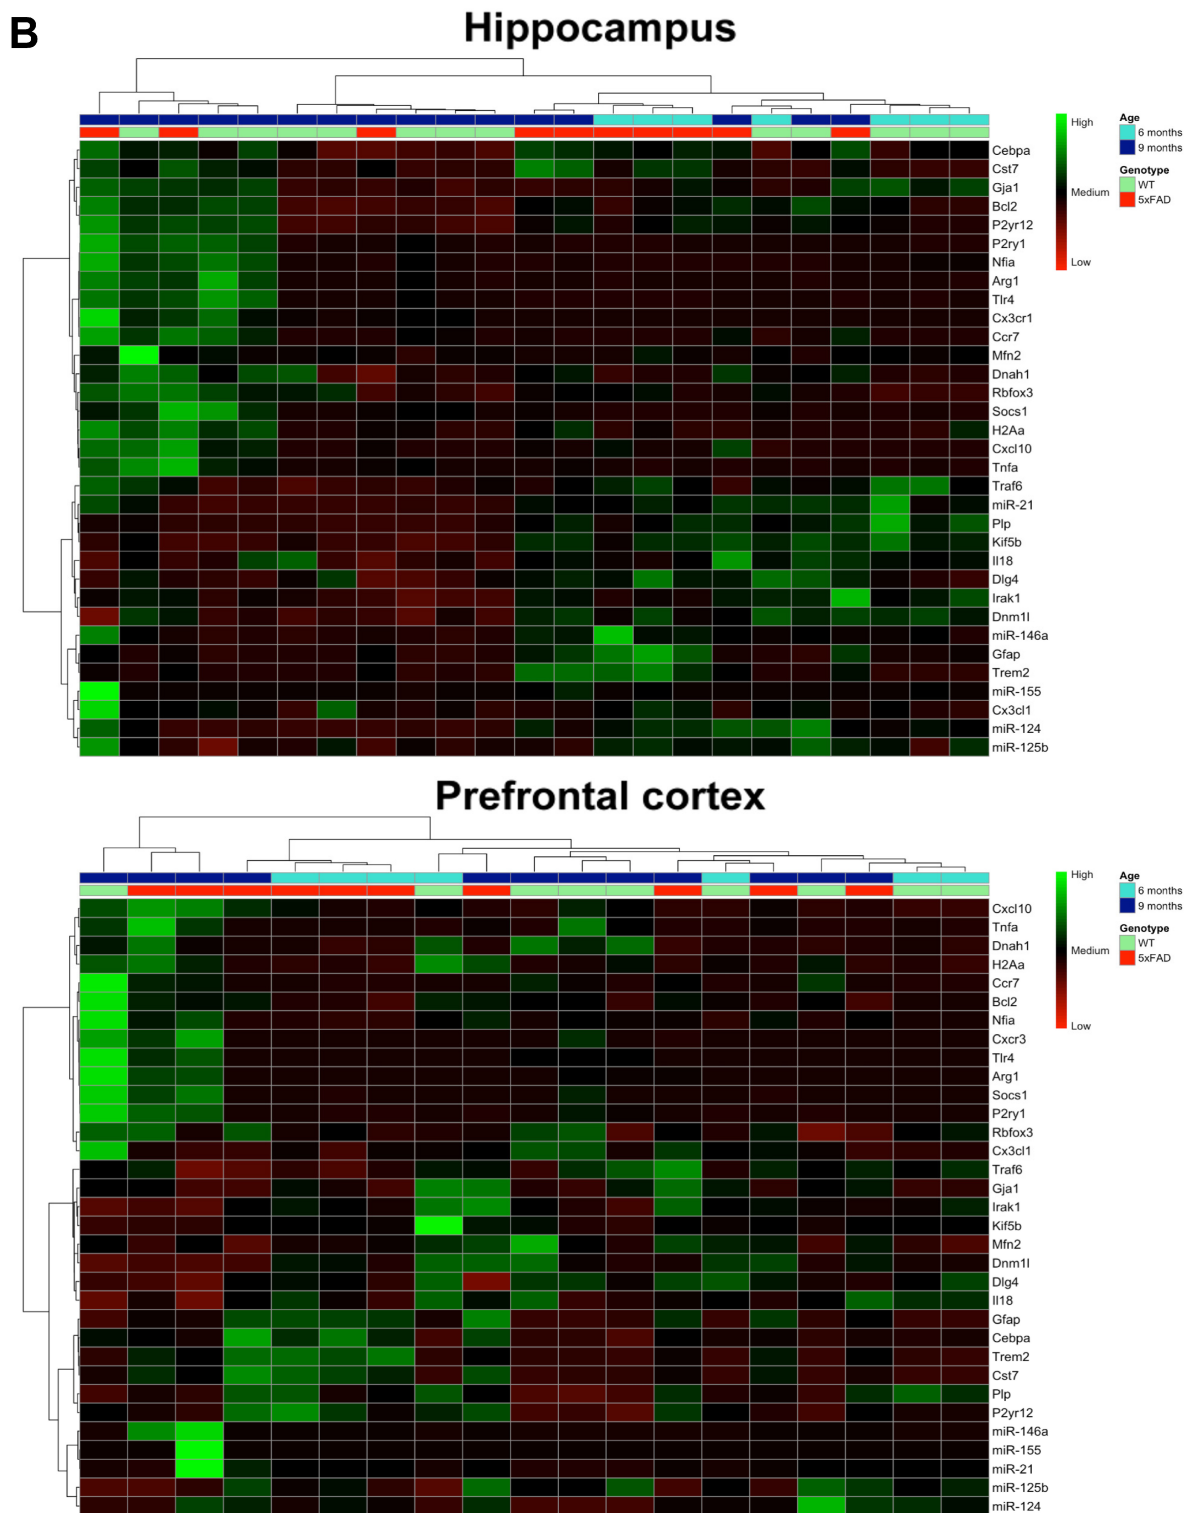 B
Hippocampus
High
Medium
Low
Age
6 months
9 months
Genotype
WT
5xFAD
Cebpa
Cst7
Gja1
Bcl2
P2yr12
P2ry1
Nfia
Arg1
Tlr4
Cx3cr1
Ccr7
Mfn2
Dnah1
Rbfox3
Socs1
H2Aa
Cxcl10
Tnfa
Traf6
miR-21
Plp
Kif5b
Il18
Dlg4
Irak1
Dnm1l
miR-146a
Gfap
Trem2
miR-155
Cx3cl1
miR-124
miR-125b
Prefrontal cortex
High
Medium
Low
Age
6 months
9 months
Genotype
WT
5xFAD
Cxcl10
Tnfa
Dnah1
H2Aa
Ccr7
Bcl2
Nfia
Cxcr3
Tlr4
Arg1
Socs1
P2ry1
Rbfox3
Cx3cl1
Traf6
Gja1
Irak1
Kif5b
Mfn2
Dnm1l
Dlg4
Il18
Gfap
Cebpa
Trem2
Cst7
Plp
P2yr12
miR-146a
miR-155
miR-21
miR-125b
miR-124